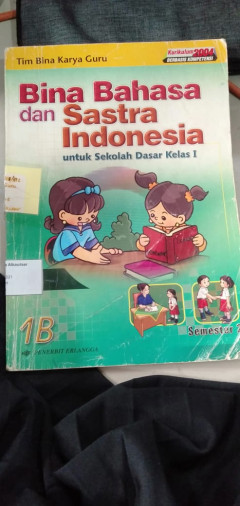 Tim Bina Karya Guru
Kurikulum 2004
BERBASIS KOMPETENSI
Bina Bahasa
dan Sastra
Indonesia
untuk Sekolah Dasar Kelas I
Semester
1B
PENERBIT ERLANGGA